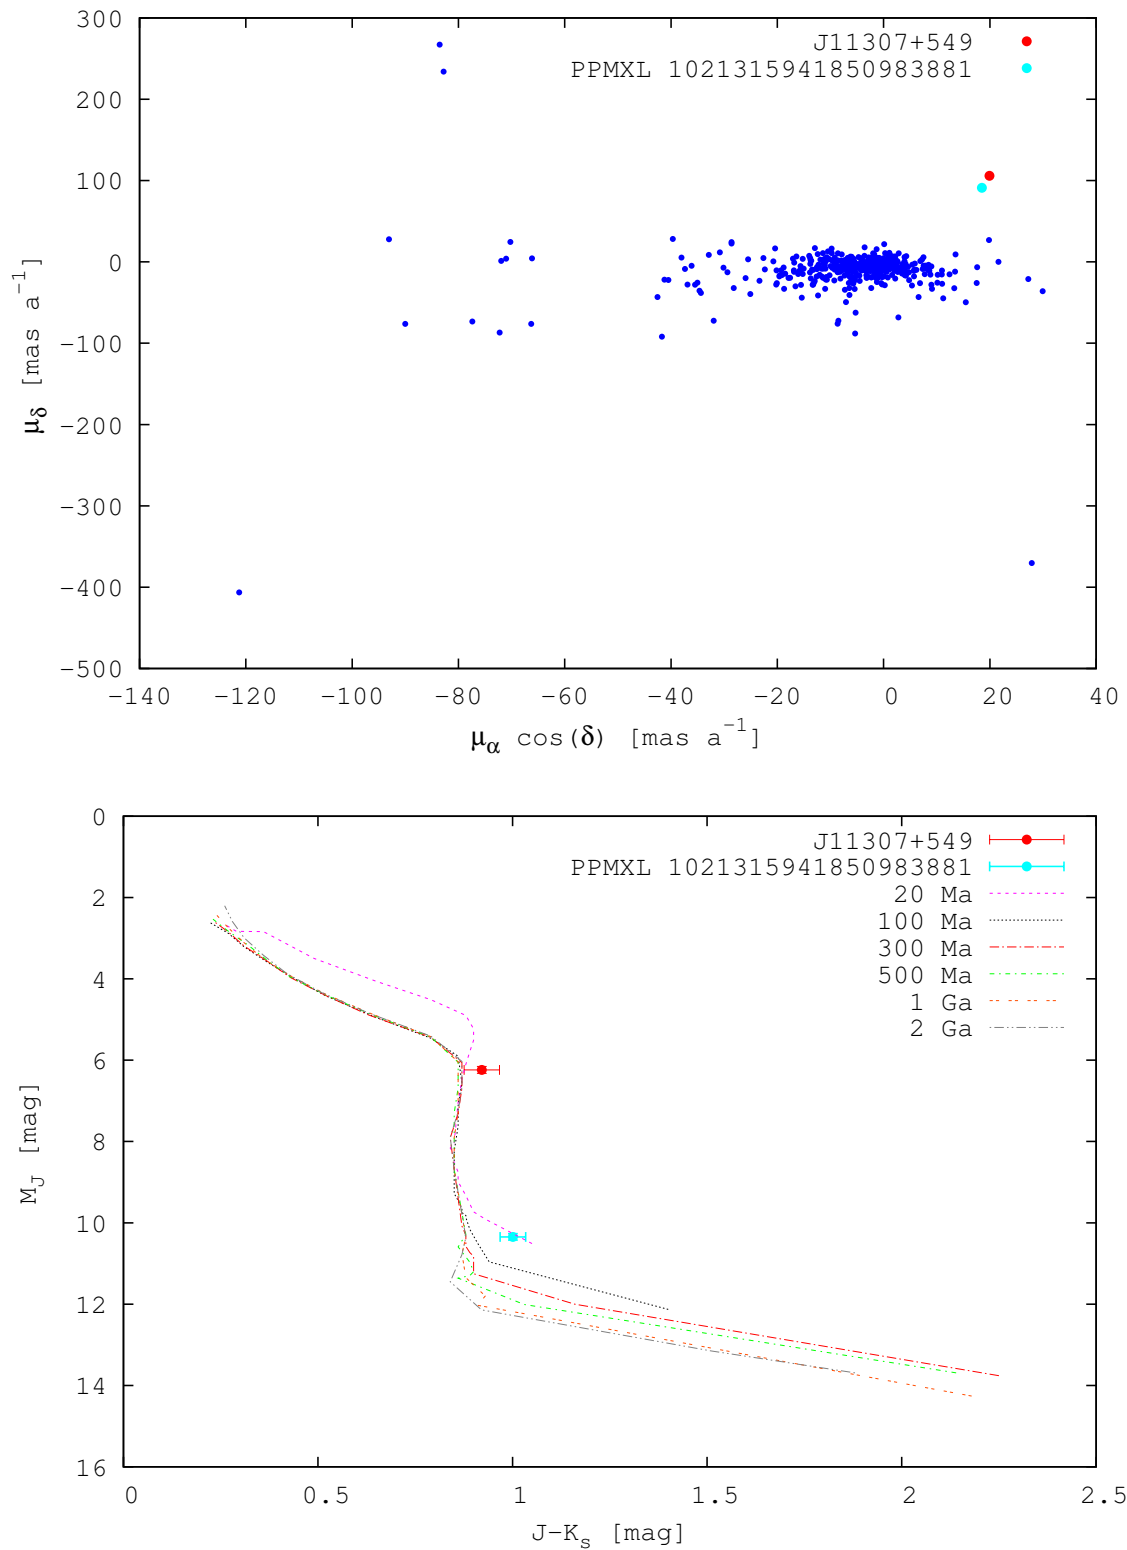 300
200
100
0
−100
−200
−300
−400
−500
μδ [mas a−1]
J11307+549
PPMXL 1021315941850983881
−140 −120 −100 −80 −60 −40 −20 0 20 40
μα cos(δ) [mas a−1]
0
2
4
6
8
10
12
14
16
MJ [mag]
J11307+549
PPMXL 1021315941850983881
20 Ma
100 Ma
300 Ma
500 Ma
1 Ga
2 Ga
0 0.5 1 1.5 2 2.5
J−Ks [mag]